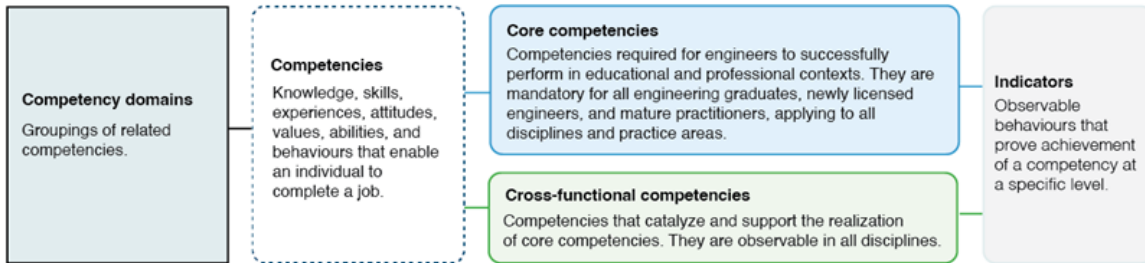 Competency domains
Groupings of related
competencies.
Competencies
Knowledge, skills,
experiences, attitudes,
values, abilities, and
behaviours that enable
an individual to
complete a job.
Core competencies
Competencies required for engineers to successfully
perform in educational and professional contexts. They are
mandatory for all engineering graduates, newly licensed
engineers, and mature practitioners, applying to all
disciplines and practice areas.
Cross-functional competencies
Competencies that catalyze and support the realization
of core competencies. They are observable in all disciplines.
Indicators
Observable
behaviours that
prove achievement
of a competency at
a specific level.